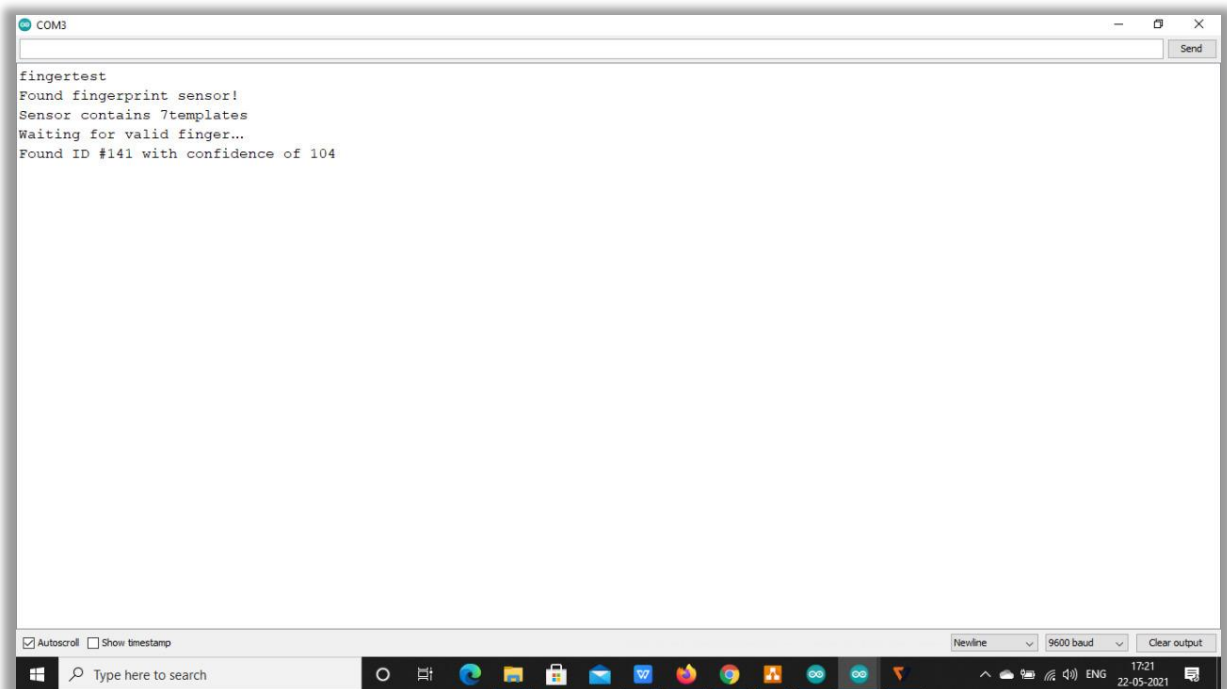 COM3
Send
fingertest
Found fingerprint sensor!
Sensor contains 7templates
Waiting for valid finger...
Found ID #141 with confidence of 104
Autoscroll Show timestamp Newline 9600 baud Clear output
Type here to search W ENG 17:21
22-05-2021